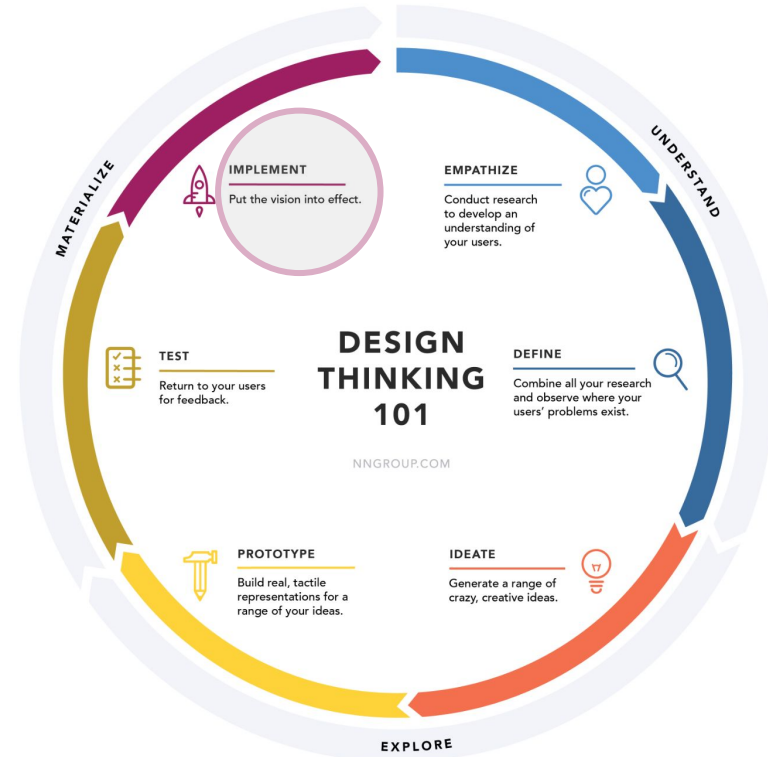 UNDERSTAND
MATERIALIZE
IMPLEMENT
Put the vision into effect.
EMPATHIZE
Conduct research
to develop an
understanding of
your users.
DESIGN
THINKING
101
NNGROUP.COM
TEST
Return to your users
for feedback.
DEFINE
Combine all your research
and observe where your
users’ problems exist.
PROTOTYPE
Build real, tactile
representations for a
range of your ideas.
IDEATE
Generate a range of
crazy, creative ideas.
EXPLORE